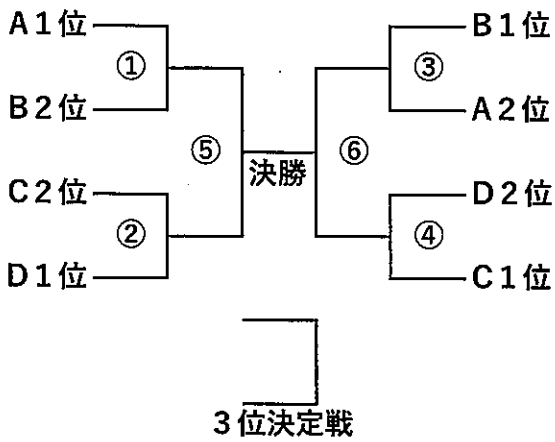 A1位
B1位
①
③
B2位
A2位
⑤
⑥
決勝
C2位
D2位
②
④
D1位
C1位
3位決定戦